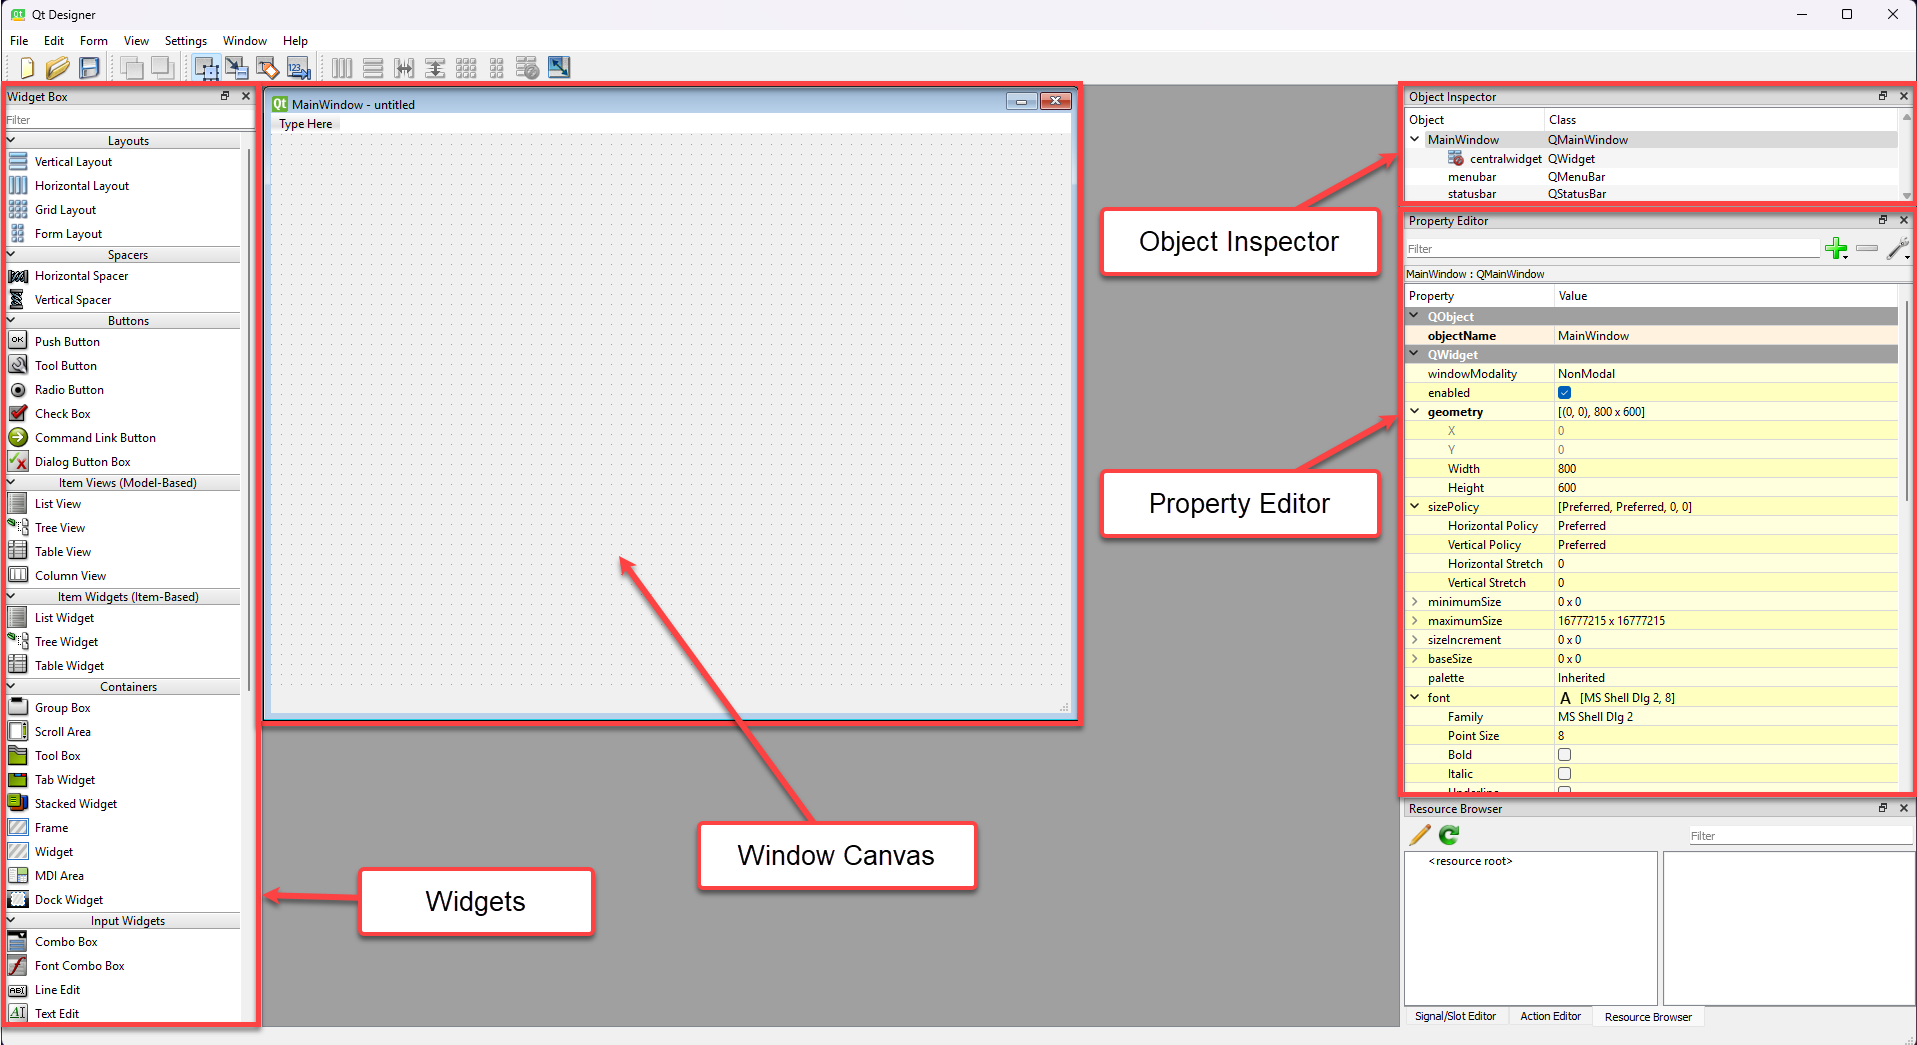 Qt Designer
File Edit Form View Settings Window Help
Widget Box
Filter
Layouts
Vertical Layout
Horizontal Layout
Grid Layout
Form Layout
Spacers
Horizontal Spacer
Vertical Spacer
Buttons
Push Button
Tool Button
Radio Button
Check Box
Command Link Button
Dialog Button Box
Item Views (Model-Based)
List View
Tree View
Table View
Column View
Item Widgets (Item-Based)
List Widget
Tree Widget
Table Widget
Containers
Group Box
Scroll Area
Tool Box
Tab Widget
Stacked Widget
Frame
Widget
MDI Area
Dock Widget
Input Widgets
Combo Box
Font Combo Box
Line Edit
Text Edit
MainWindow - untitled
Type Here
Object Inspector
Property Editor
Window Canvas
Widgets
Object Inspector
Object Class
MainWindow QMainWindow
centralwidget QWidget
menubar QMenuBar
statusbar QStatusBar
Property Editor
Filter
MainWindow : QMainWindow
Property Value
QObject
objectName MainWindow
QWidget
windowModality NonModal
enabled
geometry [(0, 0), 800 x 600]
X 0
Y 0
Width 800
Height 600
sizePolicy [Preferred, Preferred, 0, 0]
Horizontal Policy Preferred
Vertical Policy Preferred
Horizontal Stretch 0
Vertical Stretch 0
minimumSize 0 x 0
maximumSize 16777215 x 16777215
sizeIncrement 0 x 0
baseSize 0 x 0
palette Inherited
font A [MS Shell Dlg 2, 8]
Family MS Shell Dlg 2
Point Size 8
Bold
Italic
Underline
Resource Browser
Filter
<resource root>
Signal/Slot Editor Action Editor Resource Browser